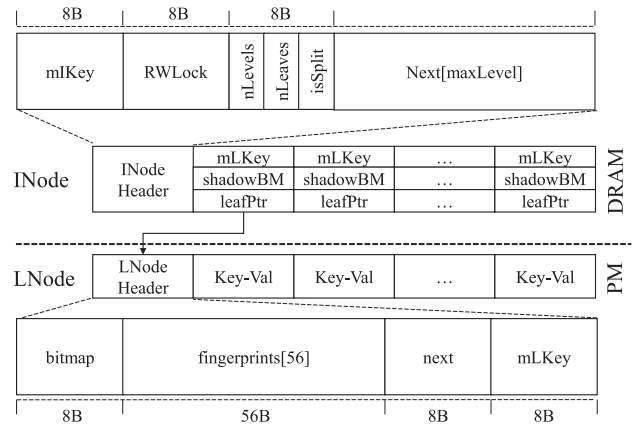 8B 8B 8B
mIKey RWLock nLevels nLeaves isSplit Next[maxLevel]
INode
INode
Header
mLKey mLKey … mLKey
shadowBM shadowBM … shadowBM
leafPtr leafPtr … leafPtr
DRAM
LNode
LNode
Header
Key-Val Key-Val … Key-Val
PM
bitmap fingerprints[56] next mLKey
8B 56B 8B 8B